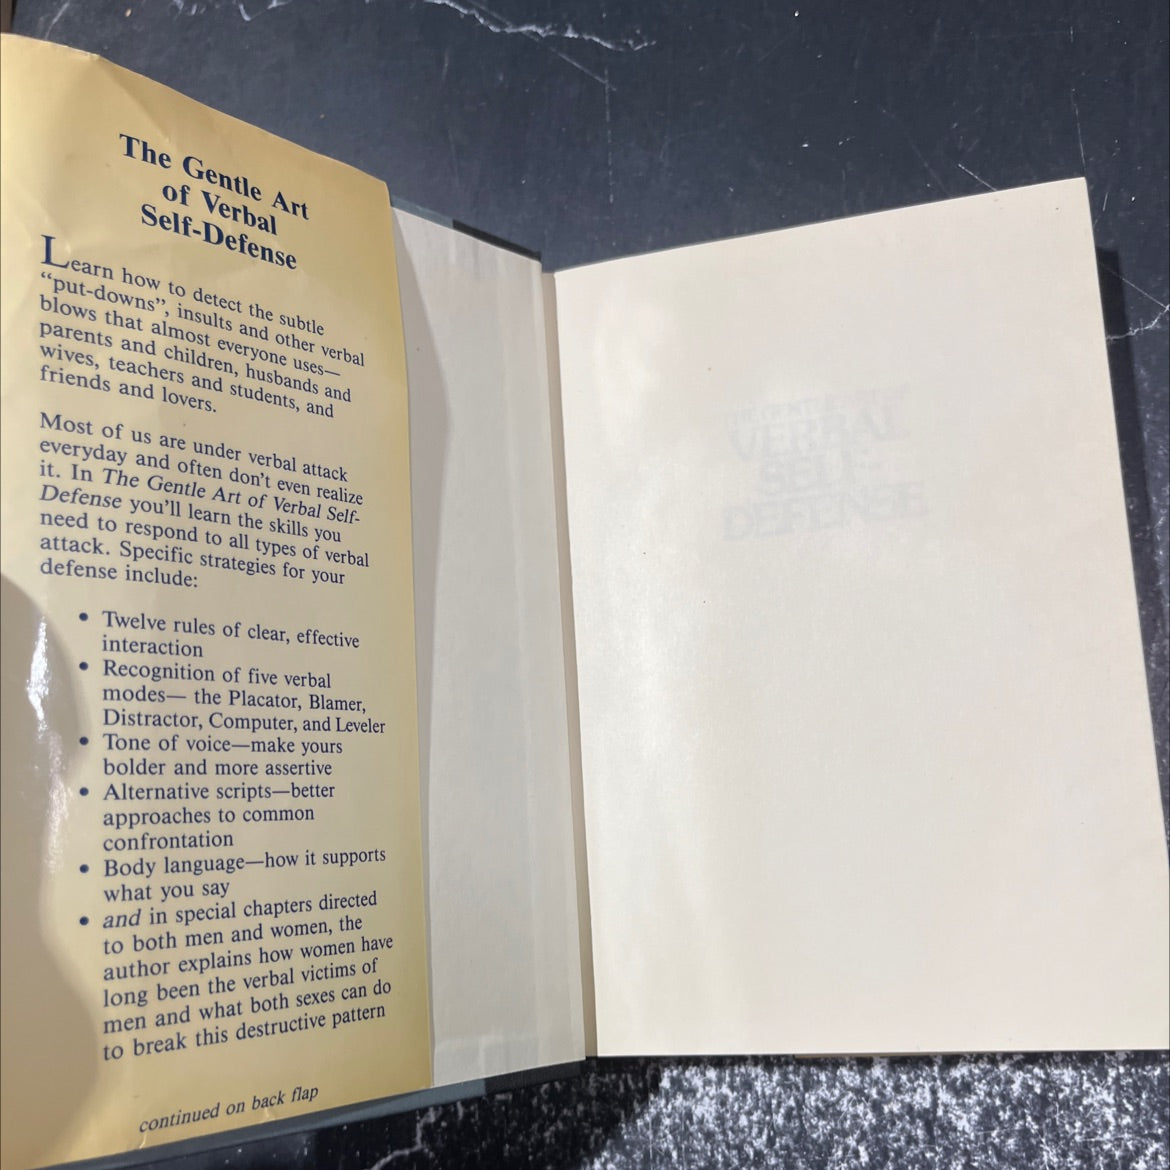 The Gentle Art
of Verbal
Self-Defense
Learn how to detect the subtle
“put-downs”, insults and other verbal
blows that almost everyone uses—
parents and children, husbands and
wives, teachers and students, and
friends and lovers.
Most of us are under verbal attack
everyday and often don’t even realize
it. In The Gentle Art of Verbal Self-
Defense you’ll learn the skills you
need to respond to all types of verbal
attack. Specific strategies for your
defense include:
• Twelve rules of clear, effective
interaction
• Recognition of five verbal
modes— the Placator, Blamer,
Distractor, Computer, and Leveler
• Tone of voice—make yours
bolder and more assertive
• Alternative scripts—better
approaches to common
confrontation
• Body language—how it supports
what you say
• and in special chapters directed
to both men and women, the
author explains how women have
long been the verbal victims of
men and what both sexes can do
to break this destructive pattern
continued on back flap
VERBAL
SELF-
DEFENSE